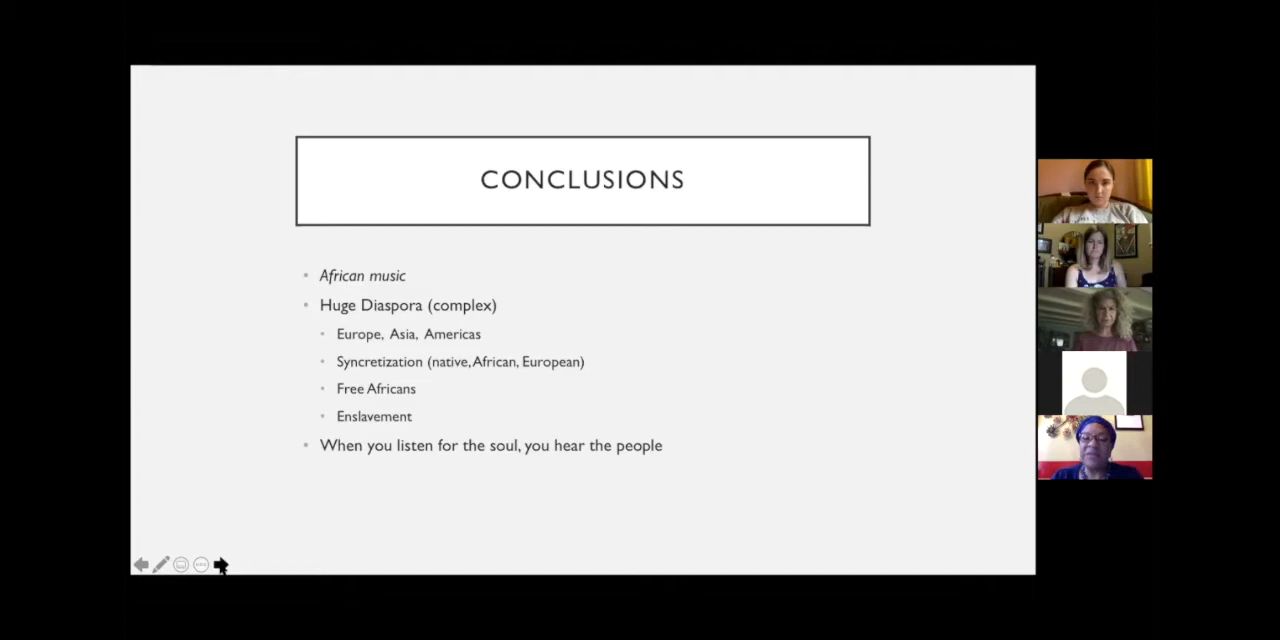 CONCLUSIONS
African music
Huge Diaspora (complex)
Europe, Asia, Americas
Syncretization (native, African, European)
Free Africans
Enslavement
When you listen for the soul, you hear the people